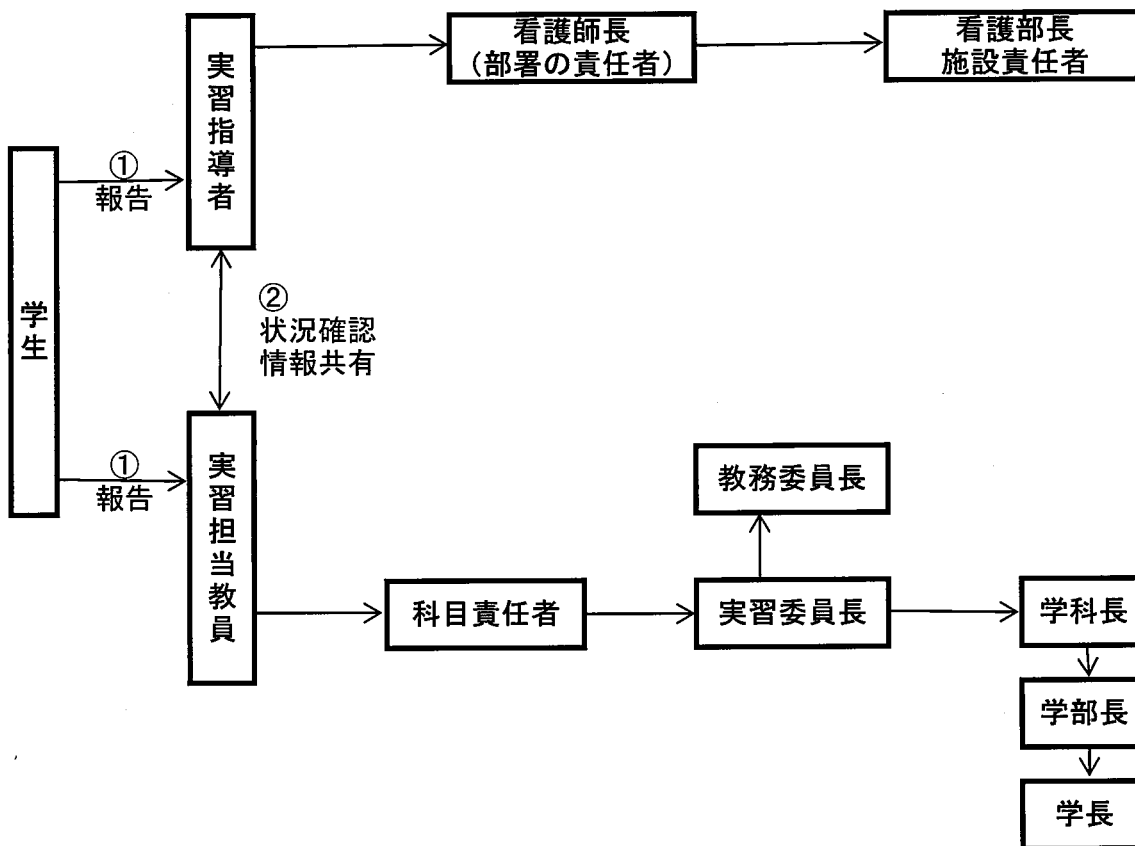 看護師長
(部署の責任者)
看護部長
施設責任者
実習指導者
①
報告
学生
②
状況確認
情報共有
①
報告
実習担当教員
教務委員長
科目責任者
実習委員長
学科長
学部長
学長